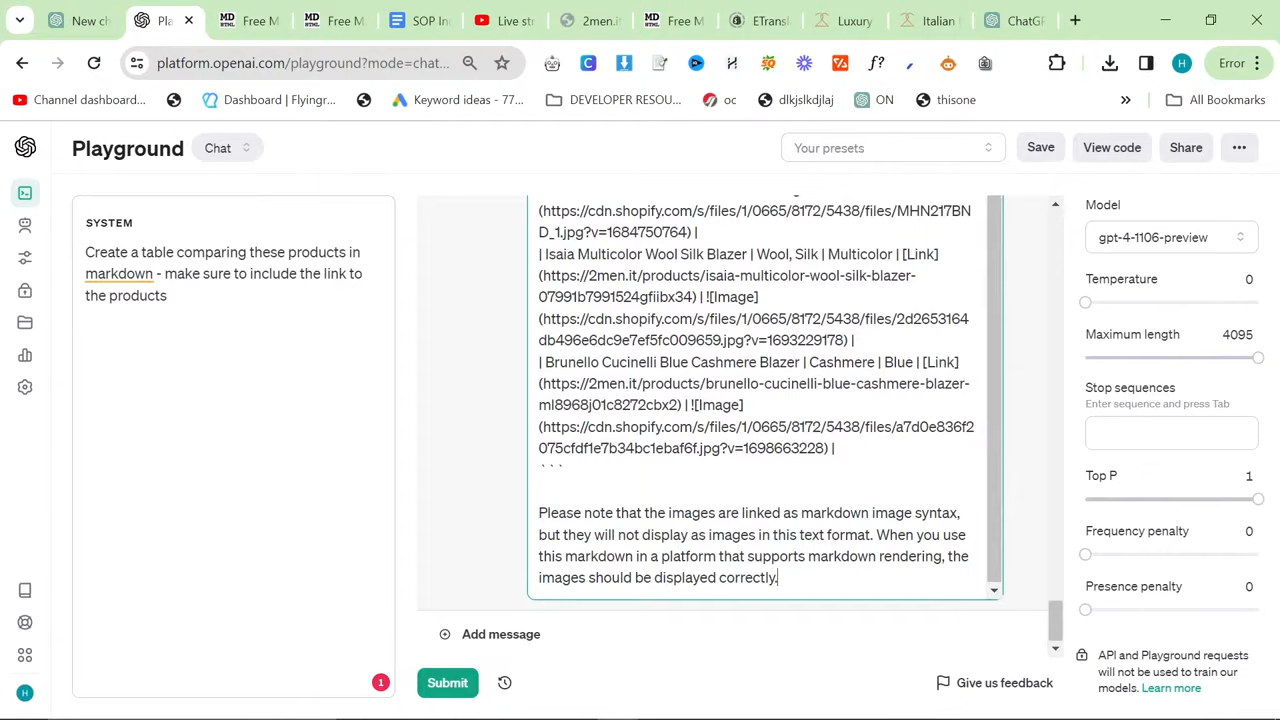 New ch
Pla
Free M
Free M
SOP In
Live st
2men.it
Free M
ETransl
Luxury
Italian
ChatGP
platform.openai.com/playground?mode=chat...
Error
Channel dashboard...
Dashboard | Flyingr...
Keyword ideas - 77...
DEVELOPER RESOU...
oc
dlkjslkdjlaj
ON
thisone
All Bookmarks
Playground
Chat
Your presets
Save
View code
Share
SYSTEM
Create a table comparing these products in
markdown - make sure to include the link to
the products
1
(https://cdn.shopify.com/s/files/1/0665/8172/5438/files/MHN217BN
D_1.jpg?v=1684750764) |
| Isaia Multicolor Wool Silk Blazer | Wool, Silk | Multicolor | [Link]
(https://2men.it/products/isaia-multicolor-wool-silk-blazer-
07991b7991524gfiibx34) | ![Image]
(https://cdn.shopify.com/s/files/1/0665/8172/5438/files/2d2653164
db496e6dc9e7ef5fc009659.jpg?v=1693229178) |
| Brunello Cucinelli Blue Cashmere Blazer | Cashmere | Blue | [Link]
(https://2men.it/products/brunello-cucinelli-blue-cashmere-blazer-
ml8968j01c8272cbx2) | ![Image]
(https://cdn.shopify.com/s/files/1/0665/8172/5438/files/a7d0e836f2
075cfdf1e7b34bc1ebaf6f.jpg?v=1698663228) |
```
Please note that the images are linked as markdown image syntax,
but they will not display as images in this text format. When you use
this markdown in a platform that supports markdown rendering, the
images should be displayed correctly.
Add message
Submit
Give us feedback
Model
gpt-4-1106-preview
Temperature 0
Maximum length 4095
Stop sequences
Enter sequence and press Tab
Top P 1
Frequency penalty 0
Presence penalty 0
API and Playground requests
will not be used to train our
models. Learn more